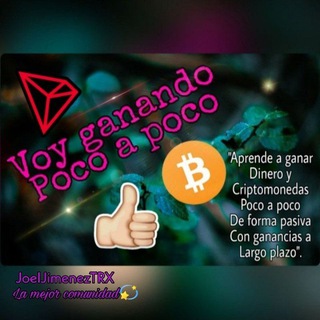 Voy ganando
Poco a poco
"Aprende a ganar
Dinero y
Criptomonedas
Poco a poco
De forma pasiva
Con ganancias a
Largo plazo".
JoelJimenezTRX
La mejor comunidad